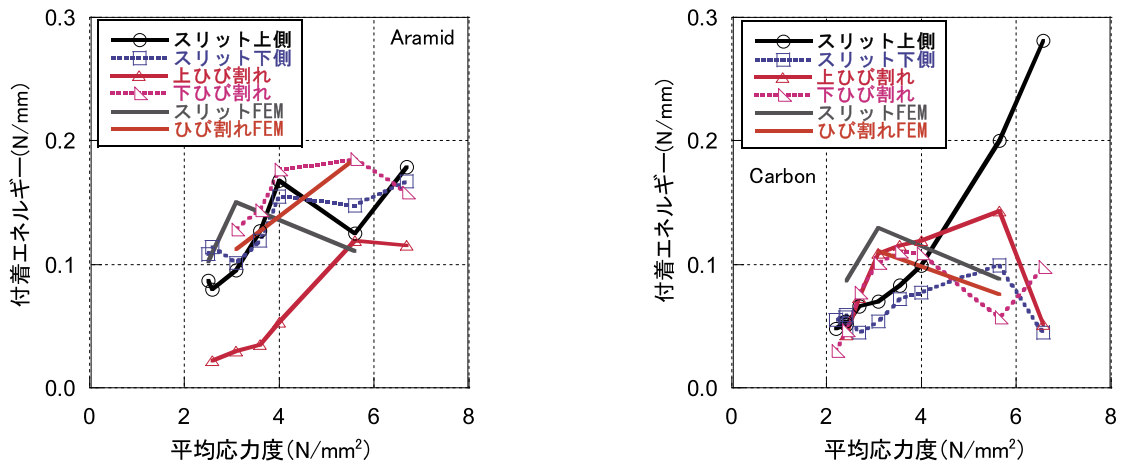 0.3
0.2
0.1
0.0
0
2
4
6
8
付着エネルギー(N/mm)
平均応力度(N/mm²)
Aramid
スリット上側
スリット下側
上ひび割れ
下ひび割れ
スリットFEM
ひび割れFEM
0.3
0.2
0.1
0.0
0
2
4
6
8
付着エネルギー(N/mm)
平均応力度(N/mm²)
Carbon
スリット上側
スリット下側
上ひび割れ
下ひび割れ
スリットFEM
ひび割れFEM